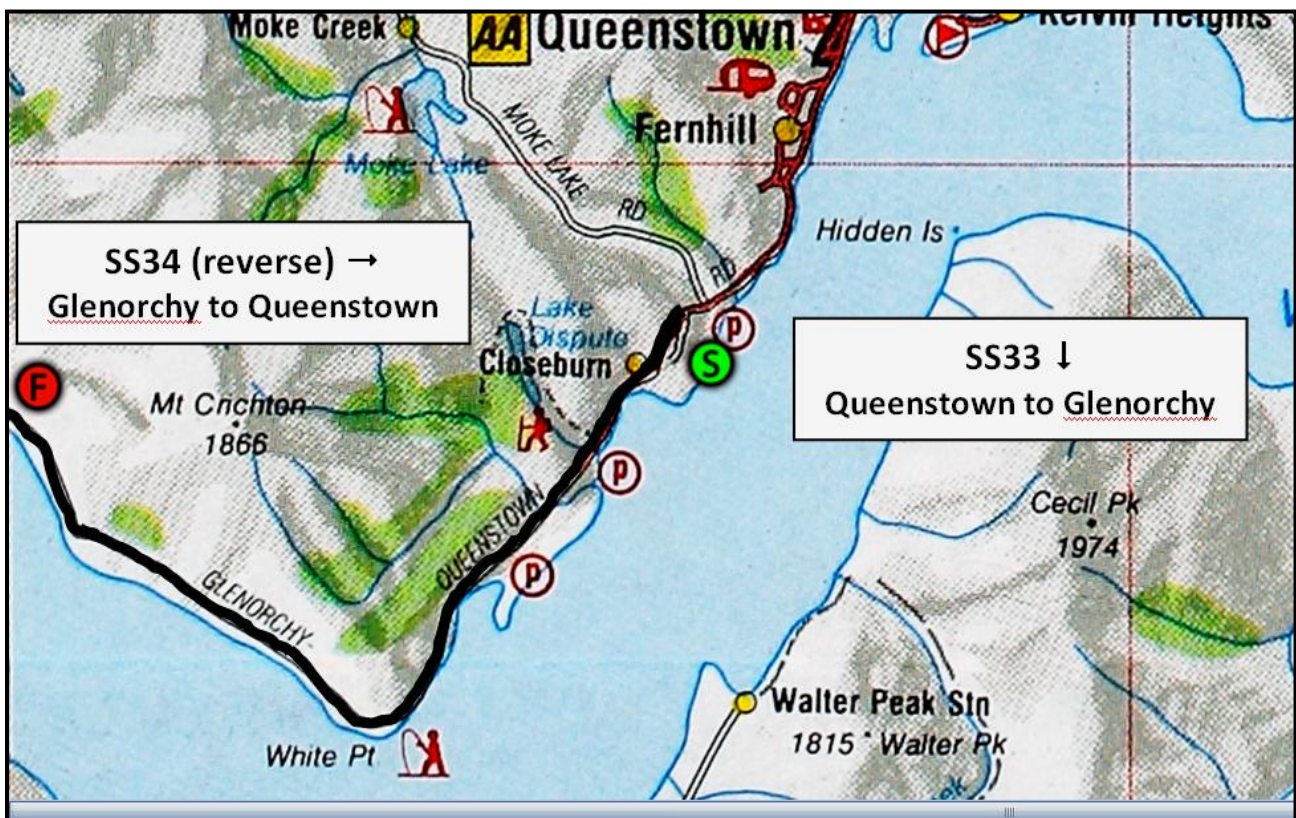 Moke Creek
AA Queenstown
Kelvin Heights
Fernhill
MOKE LAKE
RD
Moke Lake
Hidden Is
SS34 (reverse) →
Glenorchy to Queenstown
RD
Lake
Dispute
P
Closeburn
S
SS33 ↓
Queenstown to Glenorchy
F
Mt Crichton
1866
P
Cecil Pk
1974
QUEENSTOWN
P
GLENORCHY-
Walter Peak Stn
1815 Walter Pk
White Pt